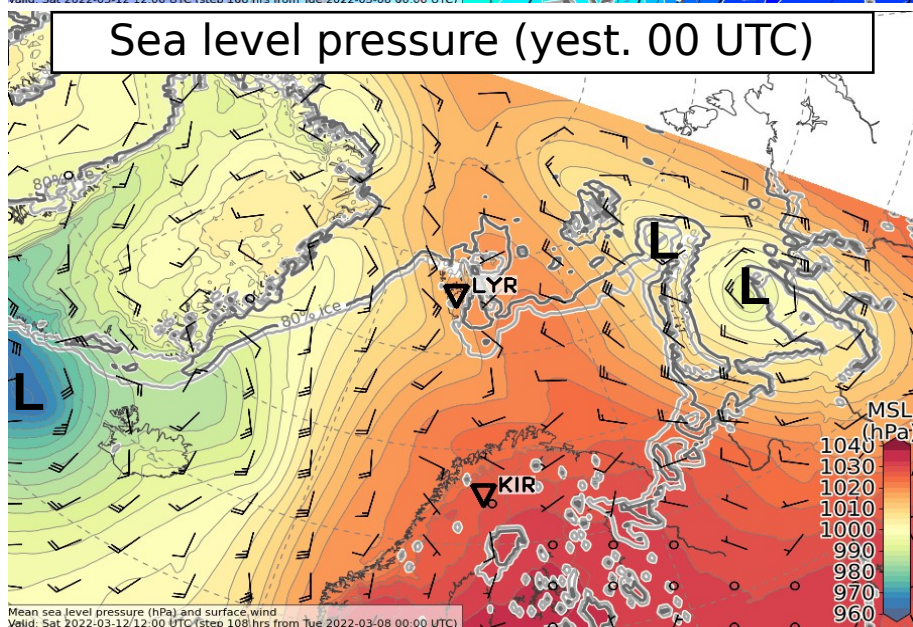 Valid: Sat 2022-03-12 12:00 UTC (step 108 hrs from Tue 2022-03-08 00:00 UTC)
Sea level pressure (yest. 00 UTC)
80% ice
L
LYR
L
80% ice
L
MSL
(hPa)
1040
1030
1020
1010
1000
990
980
970
960
KIR
Mean sea level pressure (hPa) and surface wind
Valid: Sat 2022-03-12 12:00 UTC (step 108 hrs from Tue 2022-03-08 00:00 UTC)